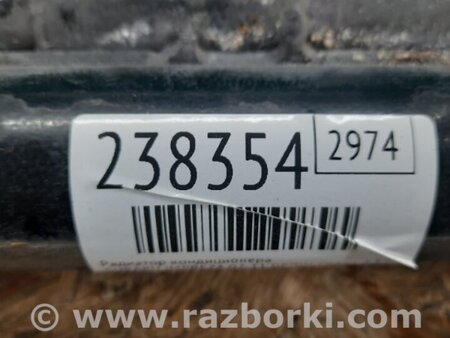 238354 2974
Радиатор кондиционера
© www.razborki.com